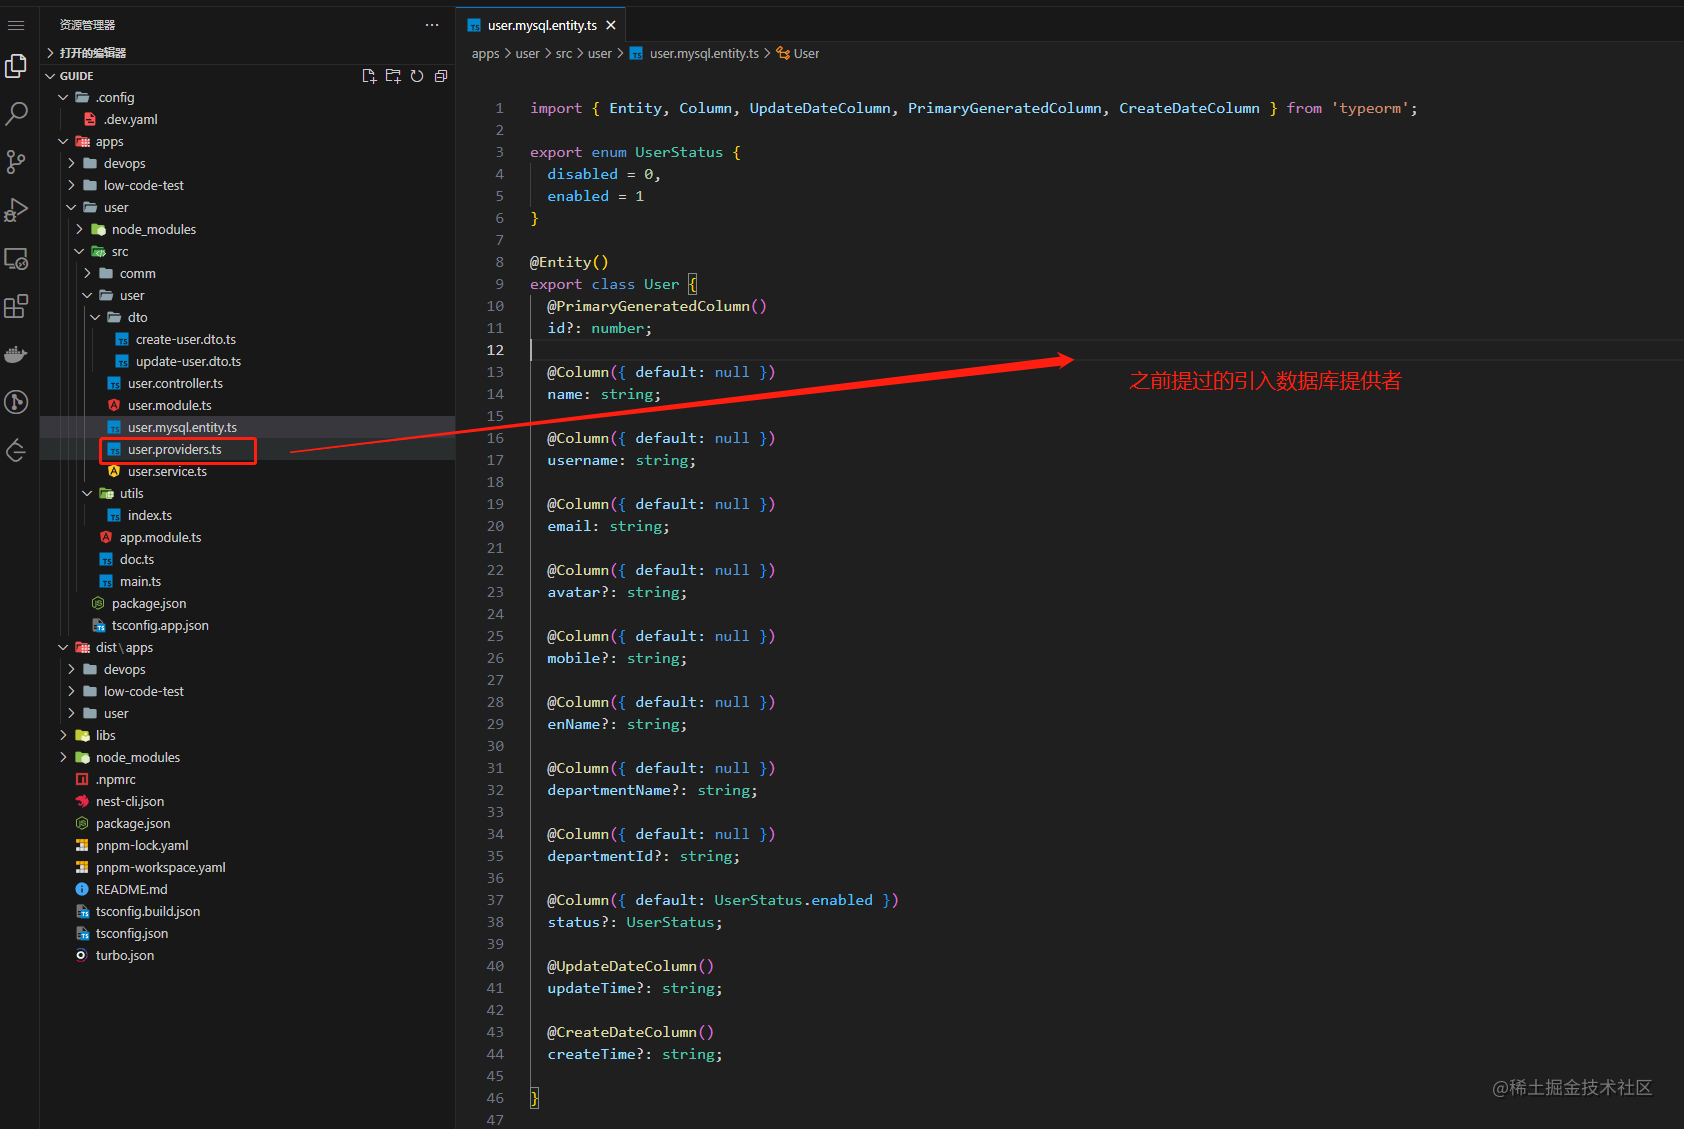 资源管理器
打开的编辑器
GUIDE
.config
.dev.yaml
apps
devops
low-code-test
user
node_modules
src
comm
user
dto
create-user.dto.ts
update-user.dto.ts
user.controller.ts
user.module.ts
user.mysql.entity.ts
user.providers.ts
user.service.ts
utils
index.ts
app.module.ts
doc.ts
main.ts
package.json
tsconfig.app.json
dist\apps
devops
low-code-test
user
libs
node_modules
.npmrc
nest-cli.json
package.json
pnpm-lock.yaml
pnpm-workspace.yaml
README.md
tsconfig.build.json
tsconfig.json
turbo.json
user.mysql.entity.ts
apps > user > src > user > user.mysql.entity.ts > User
1 import { Entity, Column, UpdateDateColumn, PrimaryGeneratedColumn, CreateDateColumn } from 'typeorm';
2
3 export enum UserStatus {
4 disabled = 0,
5 enabled = 1
6 }
7
8 @Entity()
9 export class User {
10 @PrimaryGeneratedColumn()
11 id?: number;
12
13 @Column({ default: null })
14 name: string;
15
16 @Column({ default: null })
17 username: string;
18
19 @Column({ default: null })
20 email: string;
21
22 @Column({ default: null })
23 avatar?: string;
24
25 @Column({ default: null })
26 mobile?: string;
27
28 @Column({ default: null })
29 enName?: string;
30
31 @Column({ default: null })
32 departmentName?: string;
33
34 @Column({ default: null })
35 departmentId?: string;
36
37 @Column({ default: UserStatus.enabled })
38 status?: UserStatus;
39
40 @UpdateDateColumn()
41 updateTime?: string;
42
43 @CreateDateColumn()
44 createTime?: string;
45
46 }
47
之前提过的引入数据库提供者
@稀土掘金技术社区